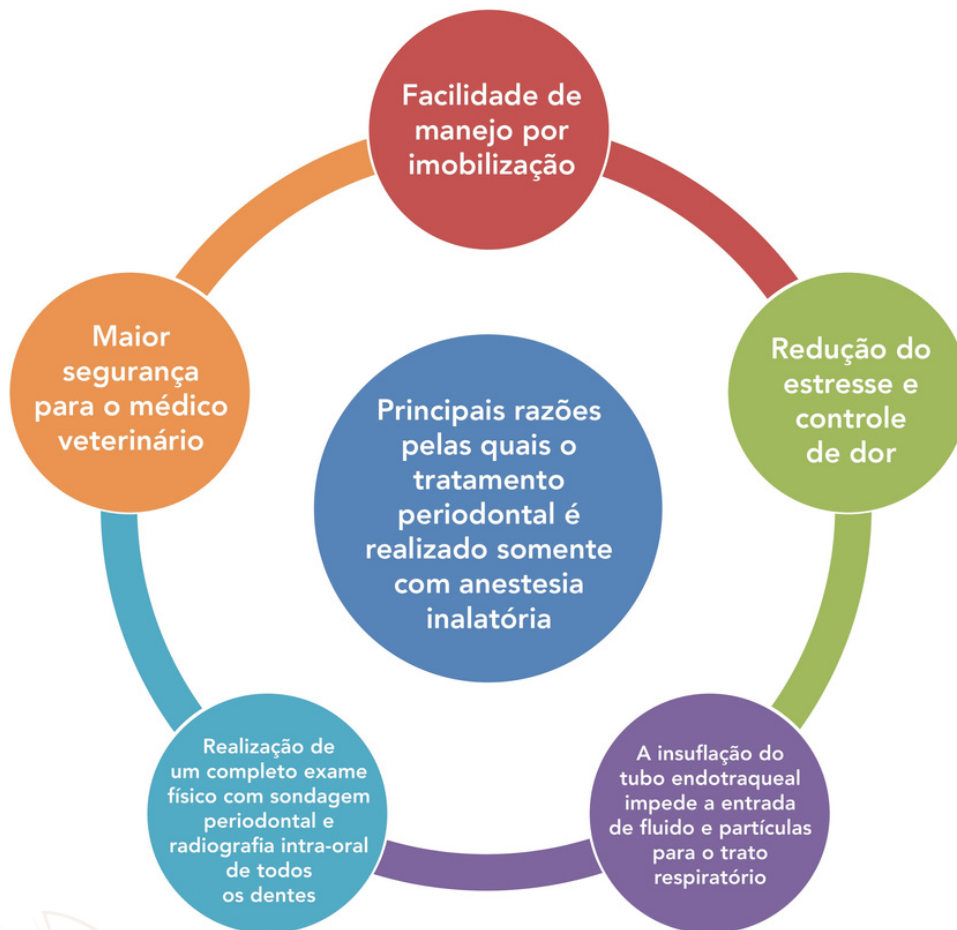 Facilidade de
manejo por
imobilização
Redução do
estresse e
controle
de dor
A insuflação do
tubo endotraqueal
impede a entrada
de fluido e partículas
para o trato
respiratório
Realização de
um completo exame
físico com sondagem
periodontal e
radiografia intra-oral
de todos
os dentes
Maior
segurança
para o médico
veterinário
Principais razões
pelas quais o
tratamento
periodontal é
realizado somente
com anestesia
inalatória